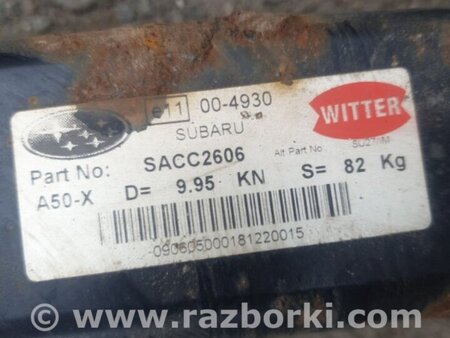 e11 00-4930
WITTER
SUBARU
Part No: SACC2606 Alt Part No
A50-X D= 9.95 KN S= 82 Kg
090605000181220015
© www.razborki.com